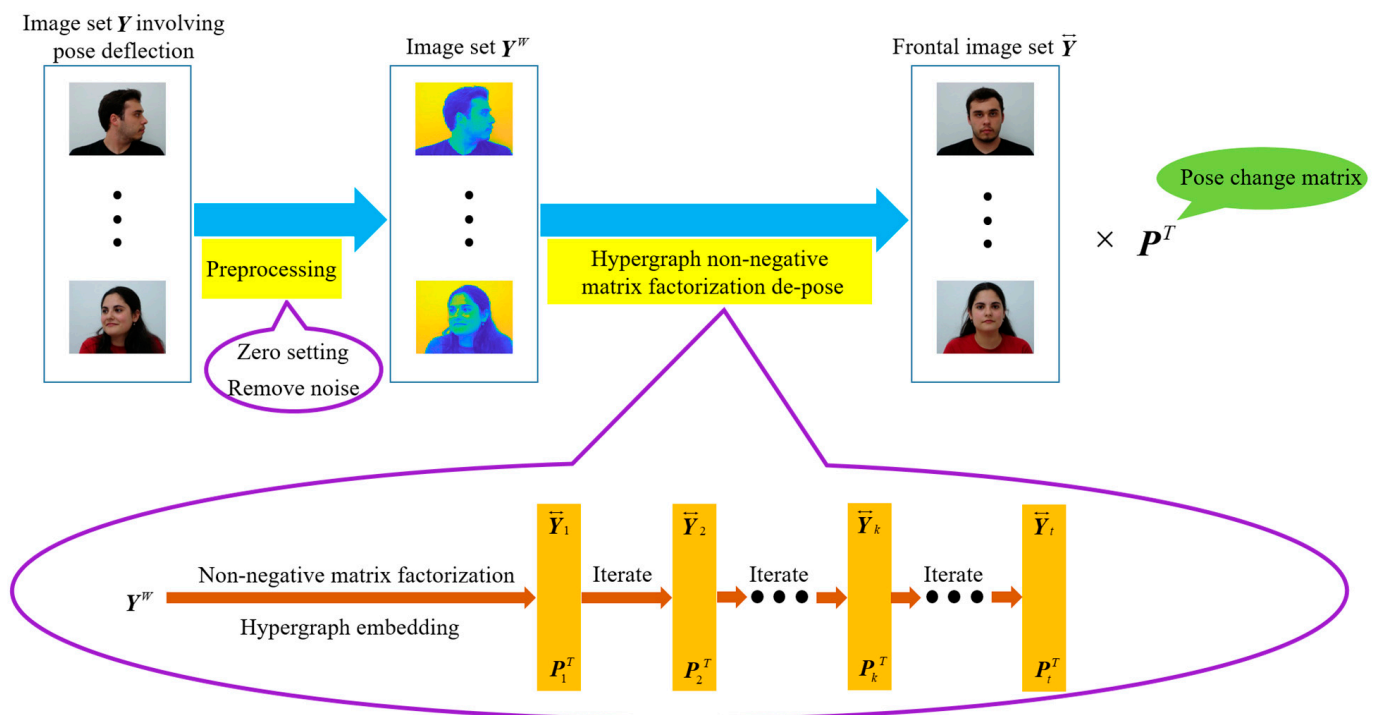 Image set Y involving
pose deflection
Image set Y^W
Frontal image set Y⃡
Pose change matrix
× P^T
Preprocessing
Hypergraph non-negative
matrix factorization de-pose
Zero setting
Remove noise
Y⃡₁ Y⃡₂ Y⃡ₖ Y⃡ₜ
Non-negative matrix factorization Iterate Iterate Iterate
Y^W
Hypergraph embedding
P₁^T P₂^T Pₖ^T Pₜ^T